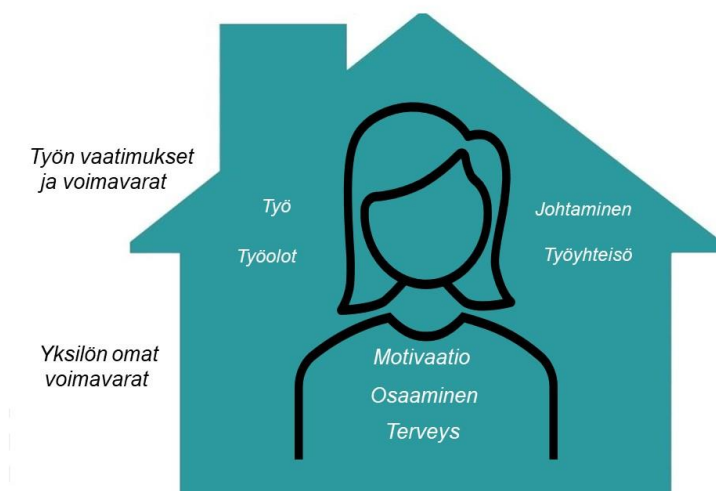 Työn vaatimukset
ja voimavarat
Työ
Työolot
Johtaminen
Työyhteisö
Yksilön omat
voimavarat
Motivaatio
Osaaminen
Terveys